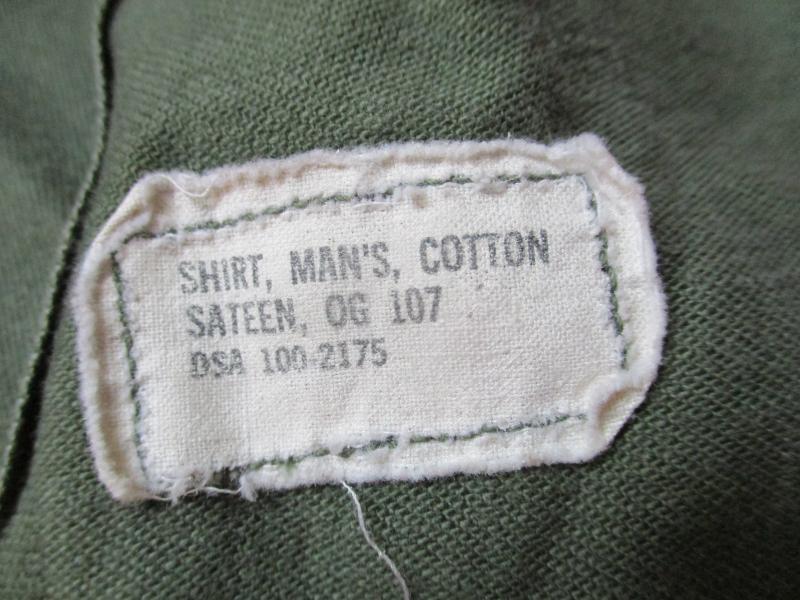 SHIRT, MAN'S, COTTON
SATEEN, OG 107
DSA 100-2175